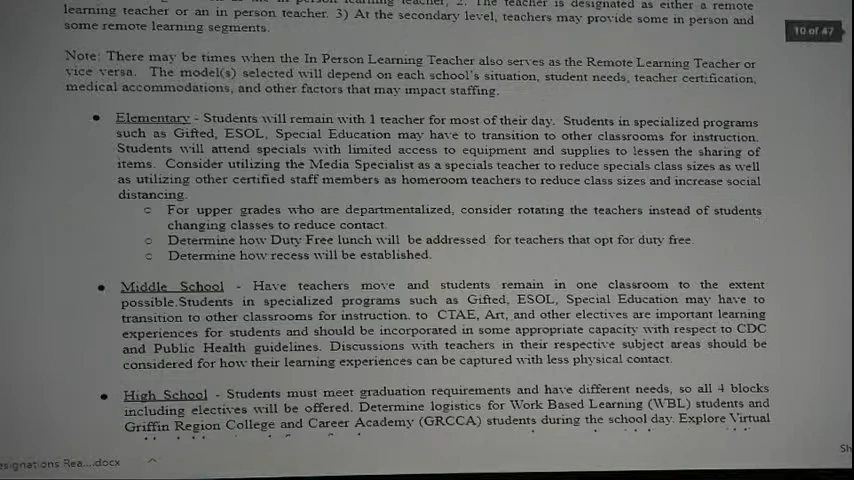 learning teacher or an in person teacher. 3) At the secondary level, teachers may provide some in person and
some remote learning segments.
10 of 47
Note: There may be times when the In Person Learning Teacher also serves as the Remote Learning Teacher or
vice versa. The model(s) selected will depend on each school's situation, student needs, teacher certification,
medical accommodations, and other factors that may impact staffing.
• Elementary - Students will remain with 1 teacher for most of their day. Students in specialized programs
such as Gifted, ESOL, Special Education may have to transition to other classrooms for instruction.
Students will attend specials with limited access to equipment and supplies to lessen the sharing of
items. Consider utilizing the Media Specialist as a specials teacher to reduce specials class sizes as well
as utilizing other certified staff members as homeroom teachers to reduce class sizes and increase social
distancing.
○ For upper grades who are departmentalized, consider rotating the teachers instead of students
changing classes to reduce contact.
○ Determine how Duty Free lunch will be addressed for teachers that opt for duty free.
○ Determine how recess will be established.
• Middle School - Have teachers move and students remain in one classroom to the extent
possible.Students in specialized programs such as Gifted, ESOL, Special Education may have to
transition to other classrooms for instruction. to CTAE, Art, and other electives are important learning
experiences for students and should be incorporated in some appropriate capacity with respect to CDC
and Public Health guidelines. Discussions with teachers in their respective subject areas should be
considered for how their learning experiences can be captured with less physical contact.
• High School - Students must meet graduation requirements and have different needs, so all 4 blocks
including electives will be offered. Determine logistics for Work Based Learning (WBL) students and
Griffin Region College and Career Academy (GRCCA) students during the school day. Explore Virtual
Sh
esignations Rea....docx